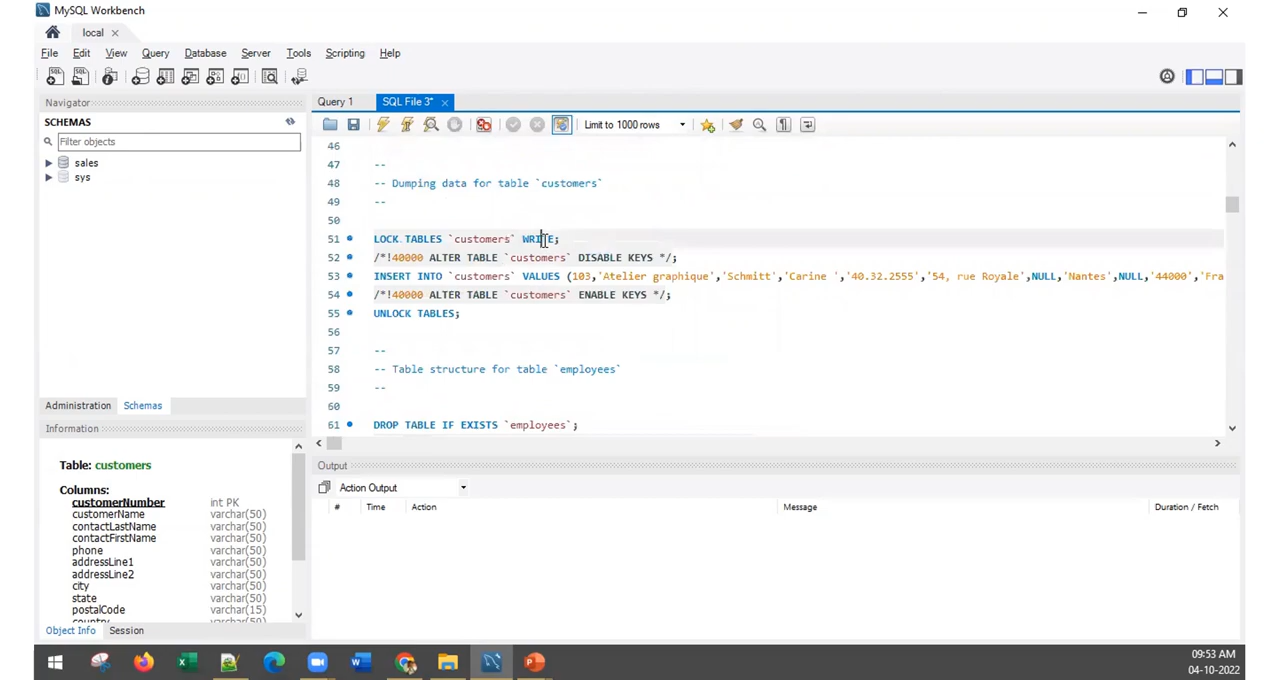 MySQL Workbench
local
File Edit View Query Database Server Tools Scripting Help
Navigator
SCHEMAS
Filter objects
sales
sys
Administration Schemas
Information
Table: customers
Columns:
customerNumber int PK
customerName varchar(50)
contactLastName varchar(50)
contactFirstName varchar(50)
phone varchar(50)
addressLine1 varchar(50)
addressLine2 varchar(50)
city varchar(50)
state varchar(50)
postalCode varchar(15)
country varchar(50)
Object Info Session
Query 1 SQL File 3*
Limit to 1000 rows
46
47 --
48 -- Dumping data for table `customers`
49 --
50
51 LOCK TABLES `customers` WRITE;
52 /*!40000 ALTER TABLE `customers` DISABLE KEYS */;
53 INSERT INTO `customers` VALUES (103,'Atelier graphique','Schmitt','Carine ','40.32.2555','54, rue Royale',NULL,'Nantes',NULL,'44000','Fra
54 /*!40000 ALTER TABLE `customers` ENABLE KEYS */;
55 UNLOCK TABLES;
56
57 --
58 -- Table structure for table `employees`
59 --
60
61 DROP TABLE IF EXISTS `employees`;
Output
Action Output
# Time Action Message Duration / Fetch
09:53 AM
04-10-2022